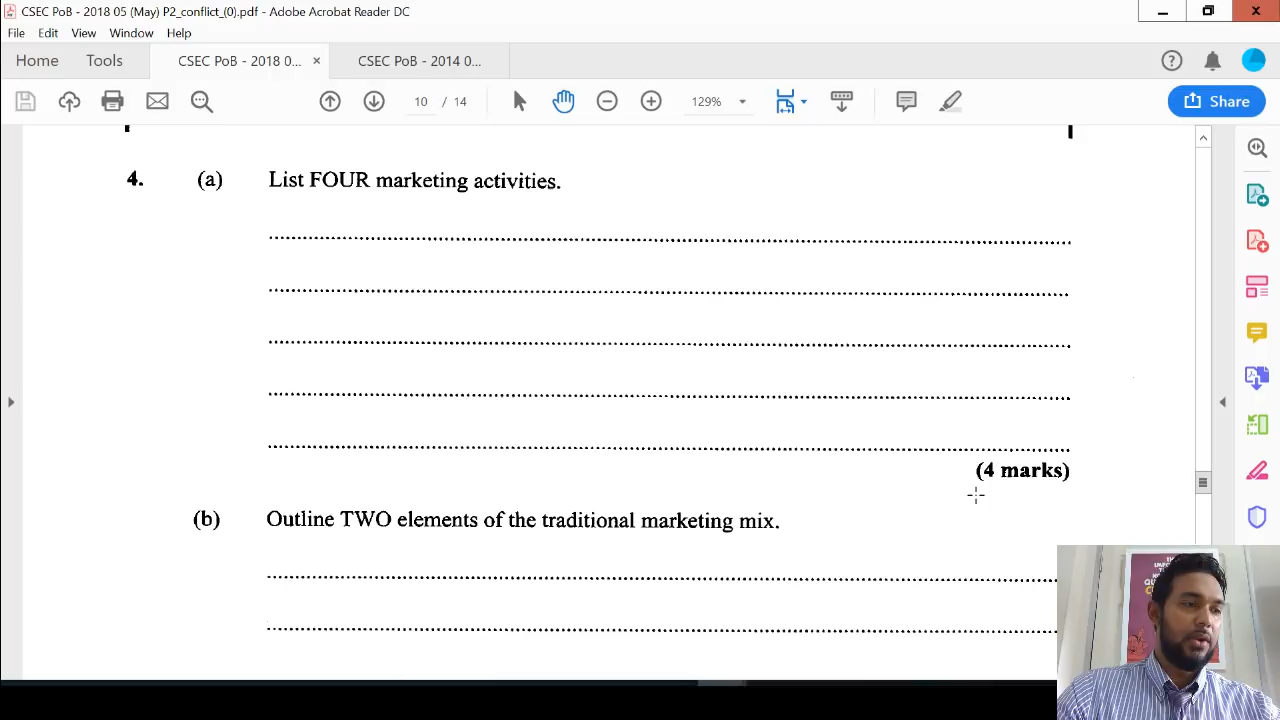 CSEC PoB - 2018 05 (May) P2_conflict_(0).pdf - Adobe Acrobat Reader DC
File Edit View Window Help
Home Tools CSEC PoB - 2018 0... × CSEC PoB - 2014 0...
10 / 14 129% Share
4. (a) List FOUR marketing activities.
(4 marks)
(b) Outline TWO elements of the traditional marketing mix.